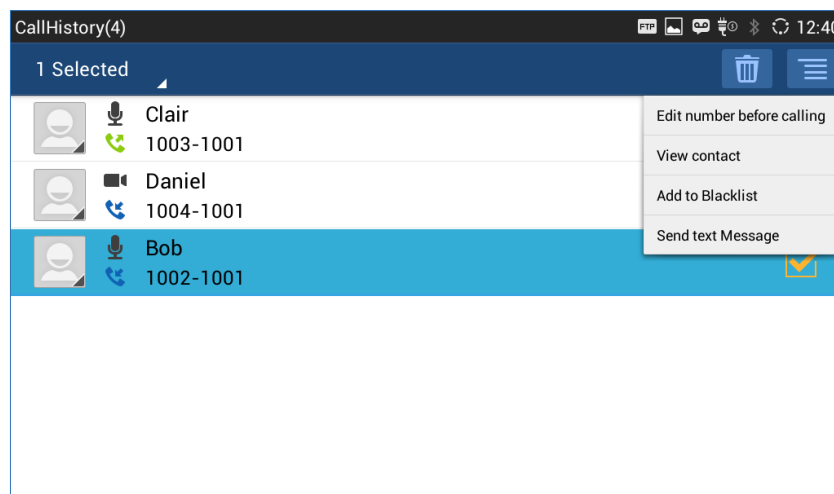 CallHistory(4)
FTP 12:40
1 Selected
Clair
1003-1001
Daniel
1004-1001
Bob
1002-1001
Edit number before calling
View contact
Add to Blacklist
Send text Message